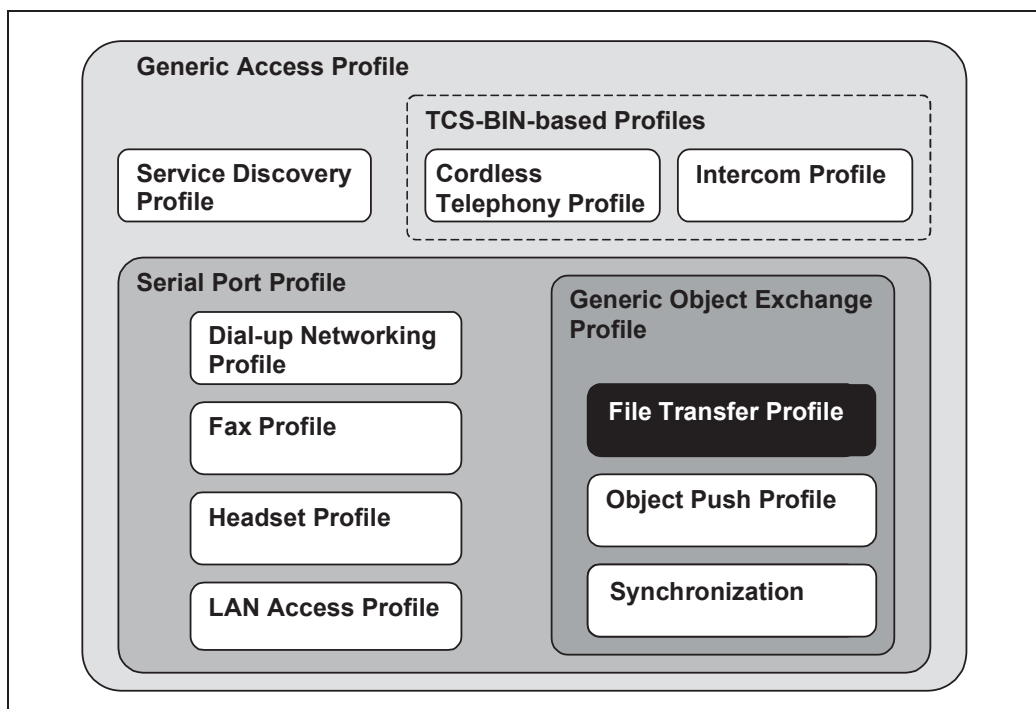 Generic Access Profile
TCS-BIN-based Profiles
Service Discovery
Profile
Cordless
Telephony Profile
Intercom Profile
Serial Port Profile
Generic Object Exchange
Profile
Dial-up Networking
Profile
Fax Profile
Headset Profile
LAN Access Profile
File Transfer Profile
Object Push Profile
Synchronization